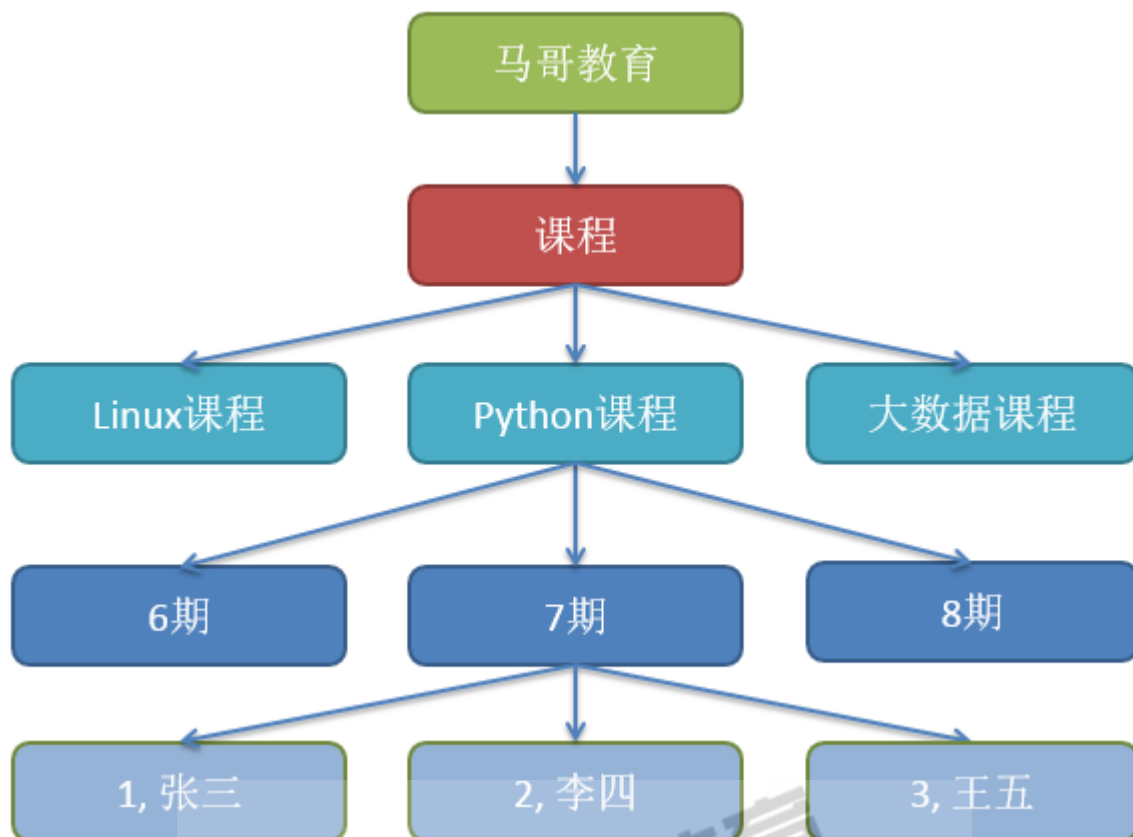 马哥教育
课程
Linux课程
Python课程
大数据课程
6期
7期
8期
1, 张三
2, 李四
3, 王五